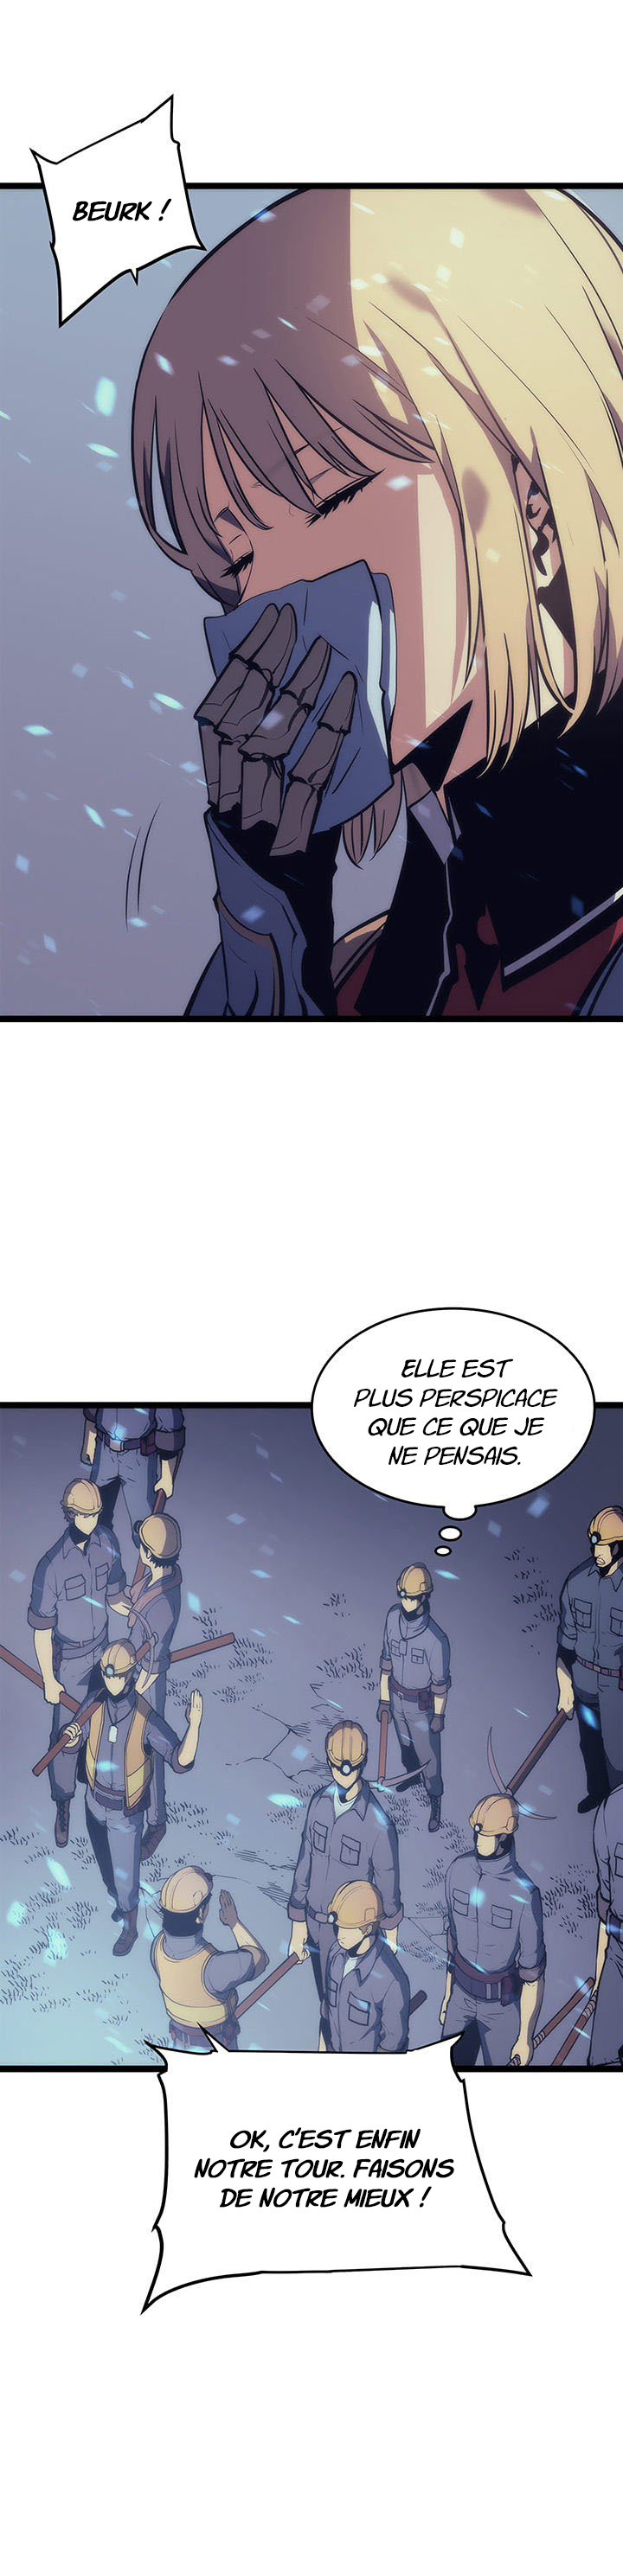 BEURK !
ELLE EST
PLUS PERSPICACE
QUE CE QUE JE
NE PENSAIS.
OK, C'EST ENFIN
NOTRE TOUR. FAISONS
DE NOTRE MIEUX !